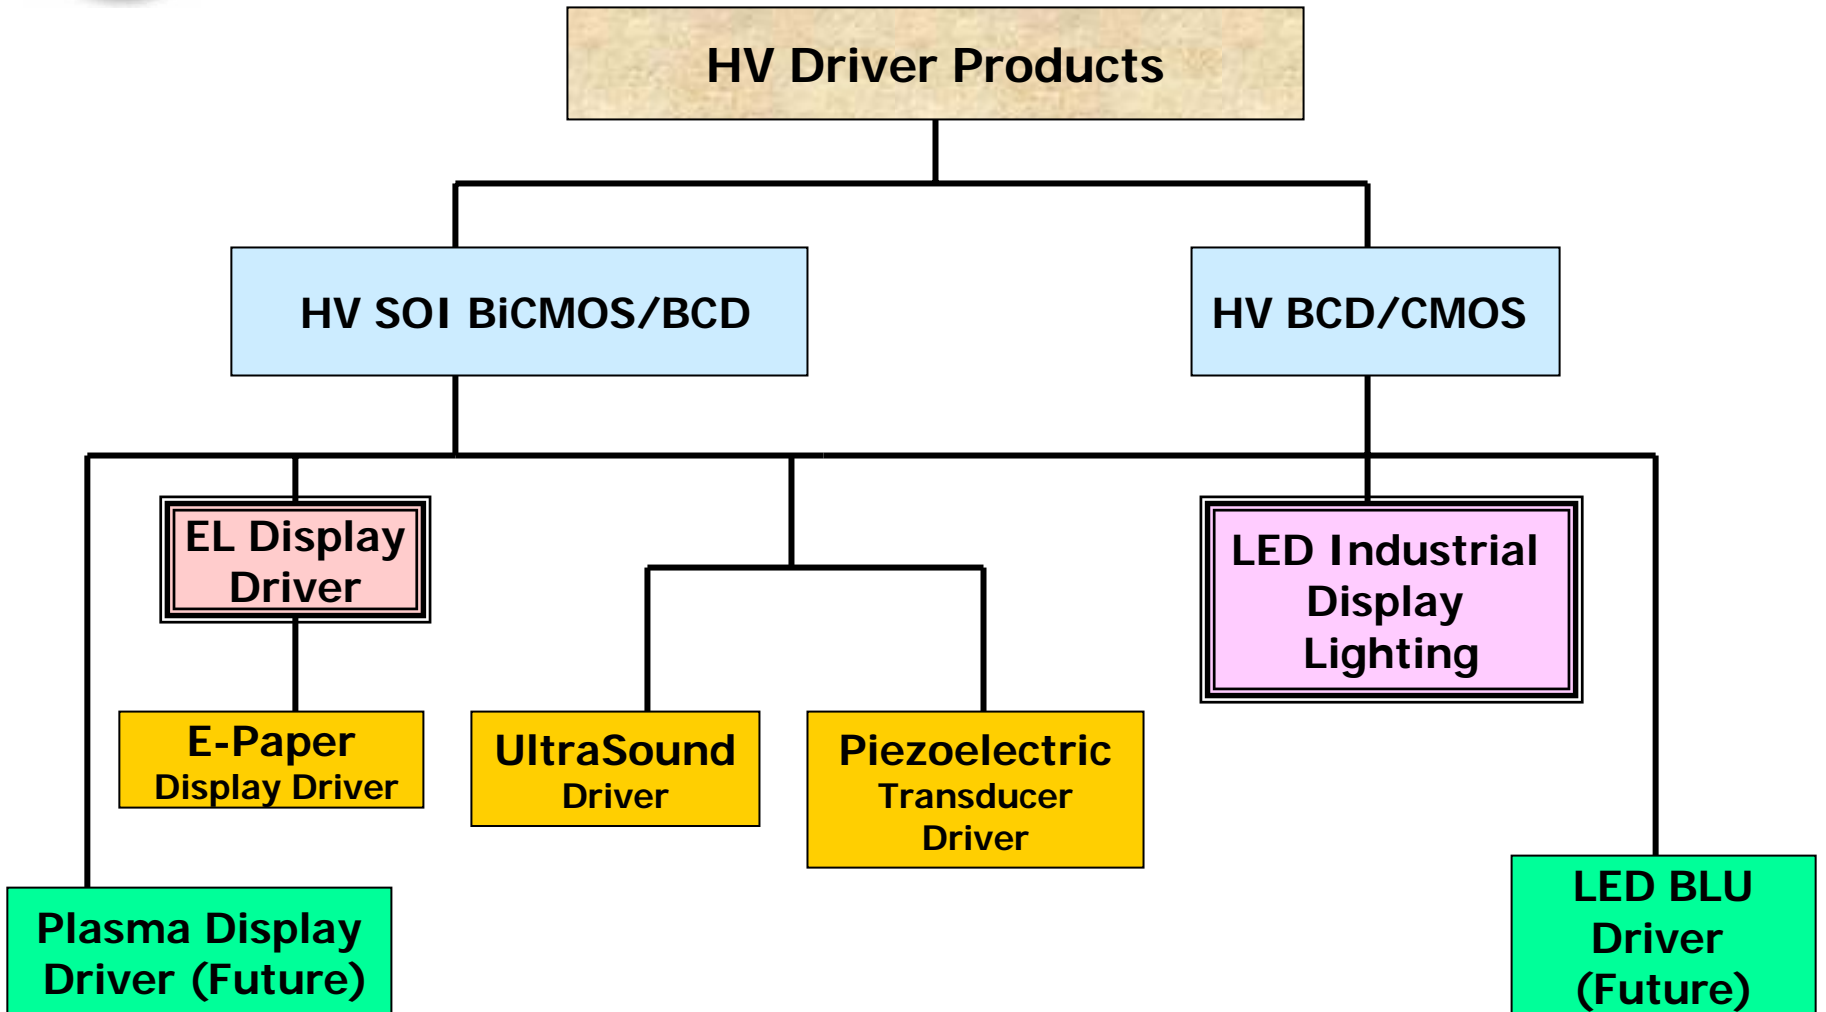 HV Driver Products
HV SOI BiCMOS/BCD
HV BCD/CMOS
EL Display
Driver
LED Industrial
Display
Lighting
E-Paper
Display Driver
UltraSound
Driver
Piezoelectric
Transducer
Driver
Plasma Display
Driver (Future)
LED BLU
Driver
(Future)